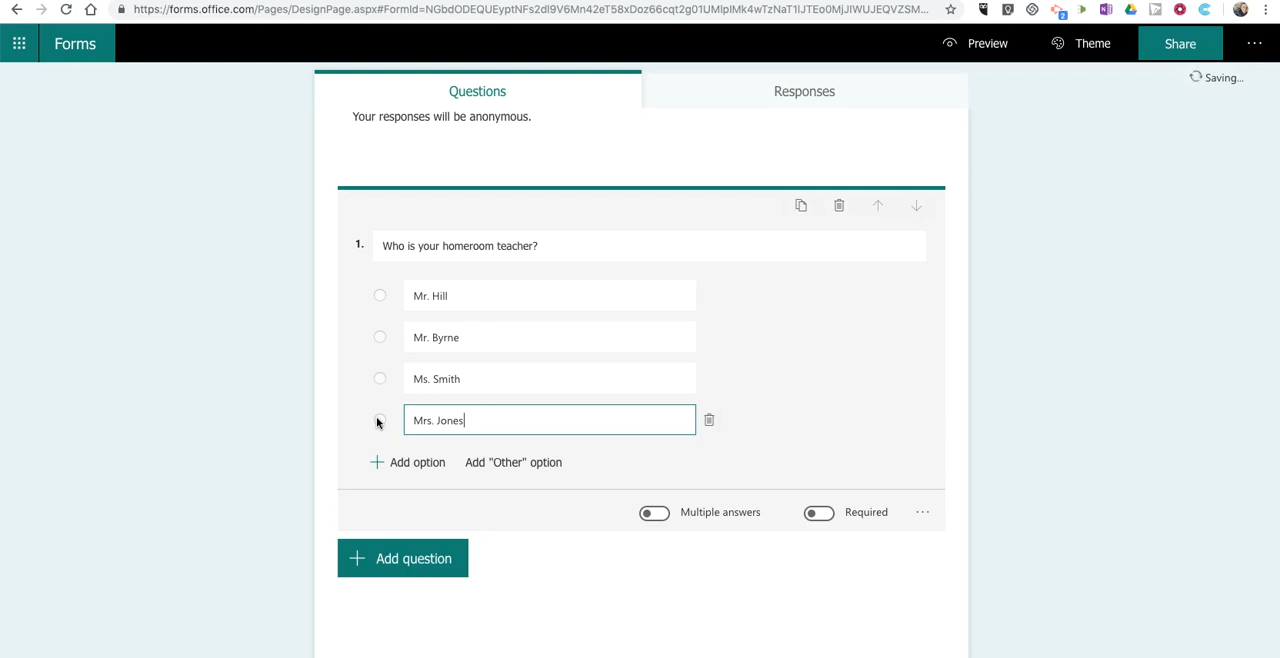 https://forms.office.com/Pages/DesignPage.aspx#FormId=NGbdODEQUEyptNFs2dl9V6Mn42eT58xDoz66cqt2g01UMlpIMk4wTzNaT1lJTEo0MjJIWUJEQVZSM...
2
Forms
Preview
Theme
Share
Saving...
Questions
Responses
Your responses will be anonymous.
1. Who is your homeroom teacher?
Mr. Hill
Mr. Byrne
Ms. Smith
Mrs. Jones
Add option Add "Other" option
Multiple answers Required
Add question